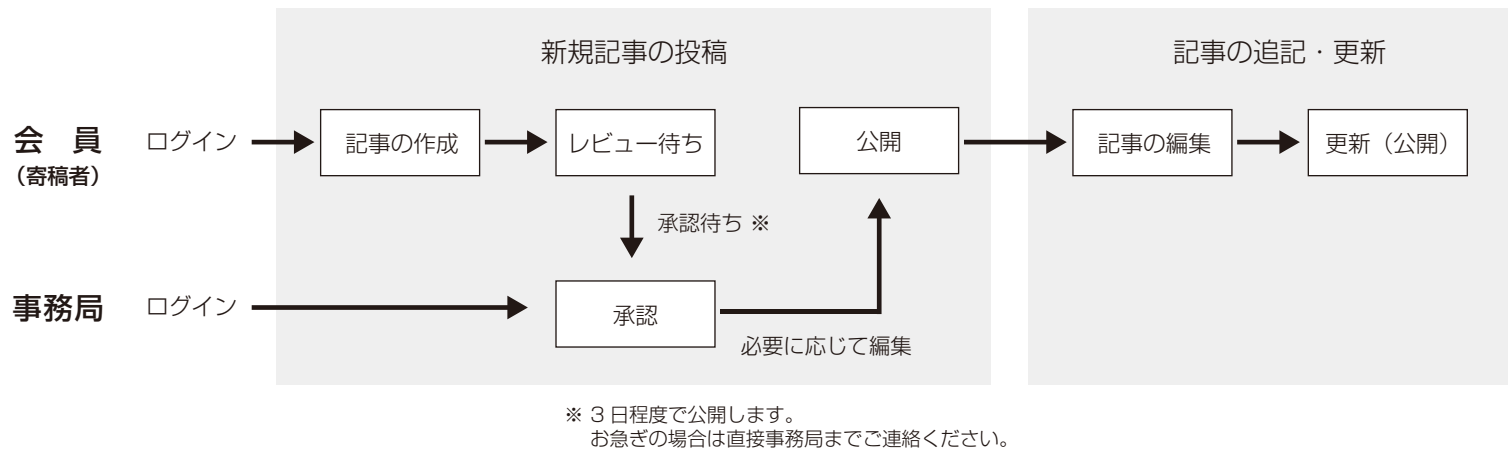 新規記事の投稿
記事の追記・更新
会　員
（寄稿者）
ログイン
記事の作成
レビュー待ち
公開
記事の編集
更新（公開）
承認待ち ※
事務局
ログイン
承認
必要に応じて編集
※ 3 日程度で公開します。
お急ぎの場合は直接事務局までご連絡ください。